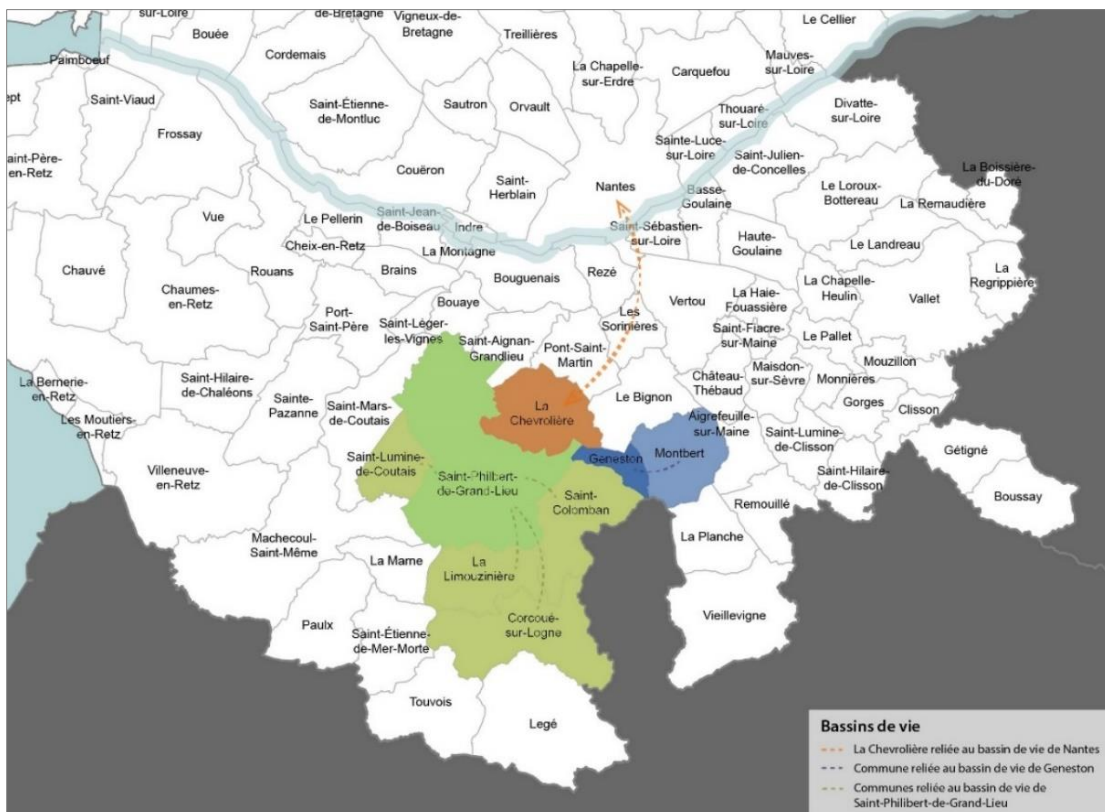 sur-Loire
de-Bretagne
Vigneux-de-
Bretagne
Treillières
Le Cellier
Bouée
Cordemais
La Chapelle-
sur-Erdre
Carquefou
Mauves-
sur-Loire
Paimboeuf
Saint-Viaud
Saint-Étienne-
de-Montluc
Sautron
Orvault
Thouaré-
sur-Loire
Divatte-
sur-Loire
Frossay
Sainte-Luce-
sur-Loire
Saint-Julien-
de-Concelles
aint-Père-
en-Retz
Couëron
Saint-
Herblain
Nantes
Basse-
Goulaine
La Boissière-
du-Doré
Le Loroux-
Bottereau
La Remaudière
Vue
Le Pellerin
Saint-Jean-
de-Boiseau
Indre
Saint-Sébastien-
sur-Loire
Haute-
Goulaine
Le Landreau
Cheix-en-Retz
La Montagne
Chauvé
Rouans
Brains
Bouguenais
Rezé
La
Regrippière
Chaumes-
en-Retz
Vertou
La Haie-
Fouassière
La Chapelle-
Heulin
Vallet
Port-
Saint-Père
Bouaye
Les
Sorinières
Saint-Léger-
les-Vignes
Saint-Aignan-
Grandlieu
Pont-Saint-
Martin
Saint-Fiacre-
sur-Maine
Le Pallet
Mouzillon
La Bernerie-
en-Retz
Saint-Hilaire-
de-Chaléons
Sainte-
Pazanne
Saint-Mars-
de-Coutais
La
Chevrolière
Le Bignon
Château-
Thébaud
Maisdon-
sur-Sèvre
Monnières
Gorges
Clisson
Les Moutiers-
en-Retz
Aigrefeuille-
sur-Maine
Saint-Lumine-
de-Clisson
Villeneuve-
en-Retz
Saint-Lumine-
de-Coutais
Saint-Philbert-
de-Grand-Lieu
Geneston
Montbert
Saint-Hilaire-
de-Clisson
Gétigné
Boussay
Saint-
Colomban
Remouillé
Machecoul-
Saint-Même
La Marne
La
Limouzinière
La Planche
Paulx
Saint-Étienne-
de-Mer-Morte
Corcoué-
sur-Logne
Vieillevigne
Touvois
Legé
Bassins de vie
La Chevrolière reliée au bassin de vie de Nantes
Commune reliée au bassin de vie de Geneston
Communes reliée au bassin de vie de
Saint-Philibert-de-Grand-Lieu